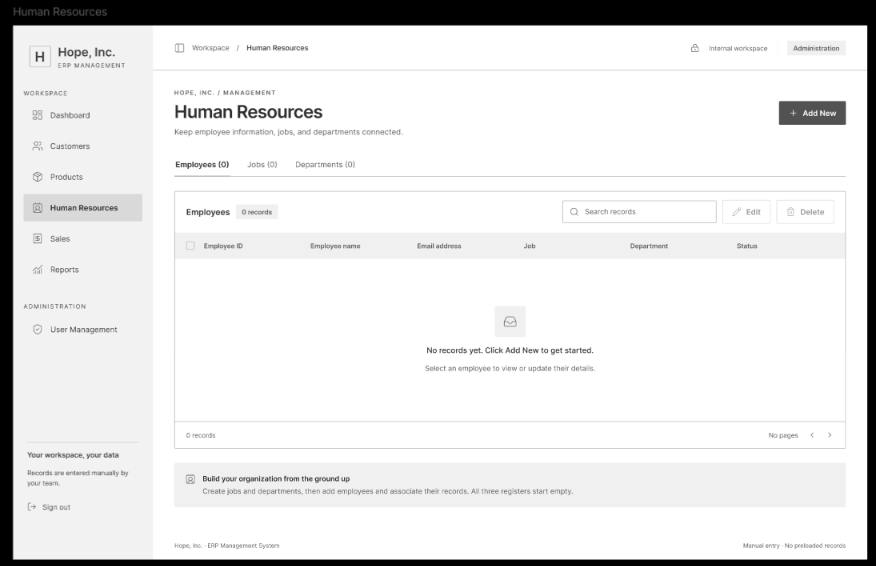 Human Resources
H
Hope, Inc.
ERP MANAGEMENT
WORKSPACE
Dashboard
Customers
Products
Human Resources
Sales
Reports
ADMINISTRATION
User Management
Your workspace, your data
Records are entered manually by
your team.
Sign out
Workspace / Human Resources
Internal workspace
Administration
HOPE, INC. / MANAGEMENT
Human Resources
Keep employee information, jobs, and departments connected.
+ Add New
Employees (0) Jobs (0) Departments (0)
Employees 0 records
Search records
Edit
Delete
Employee ID Employee name Email address Job Department Status
No records yet. Click Add New to get started.
Select an employee to view or update their details.
0 records
No pages < >
Build your organization from the ground up
Create jobs and departments, then add employees and associate their records. All three registers start empty.
Hope, Inc. · ERP Management System
Manual entry · No preloaded records